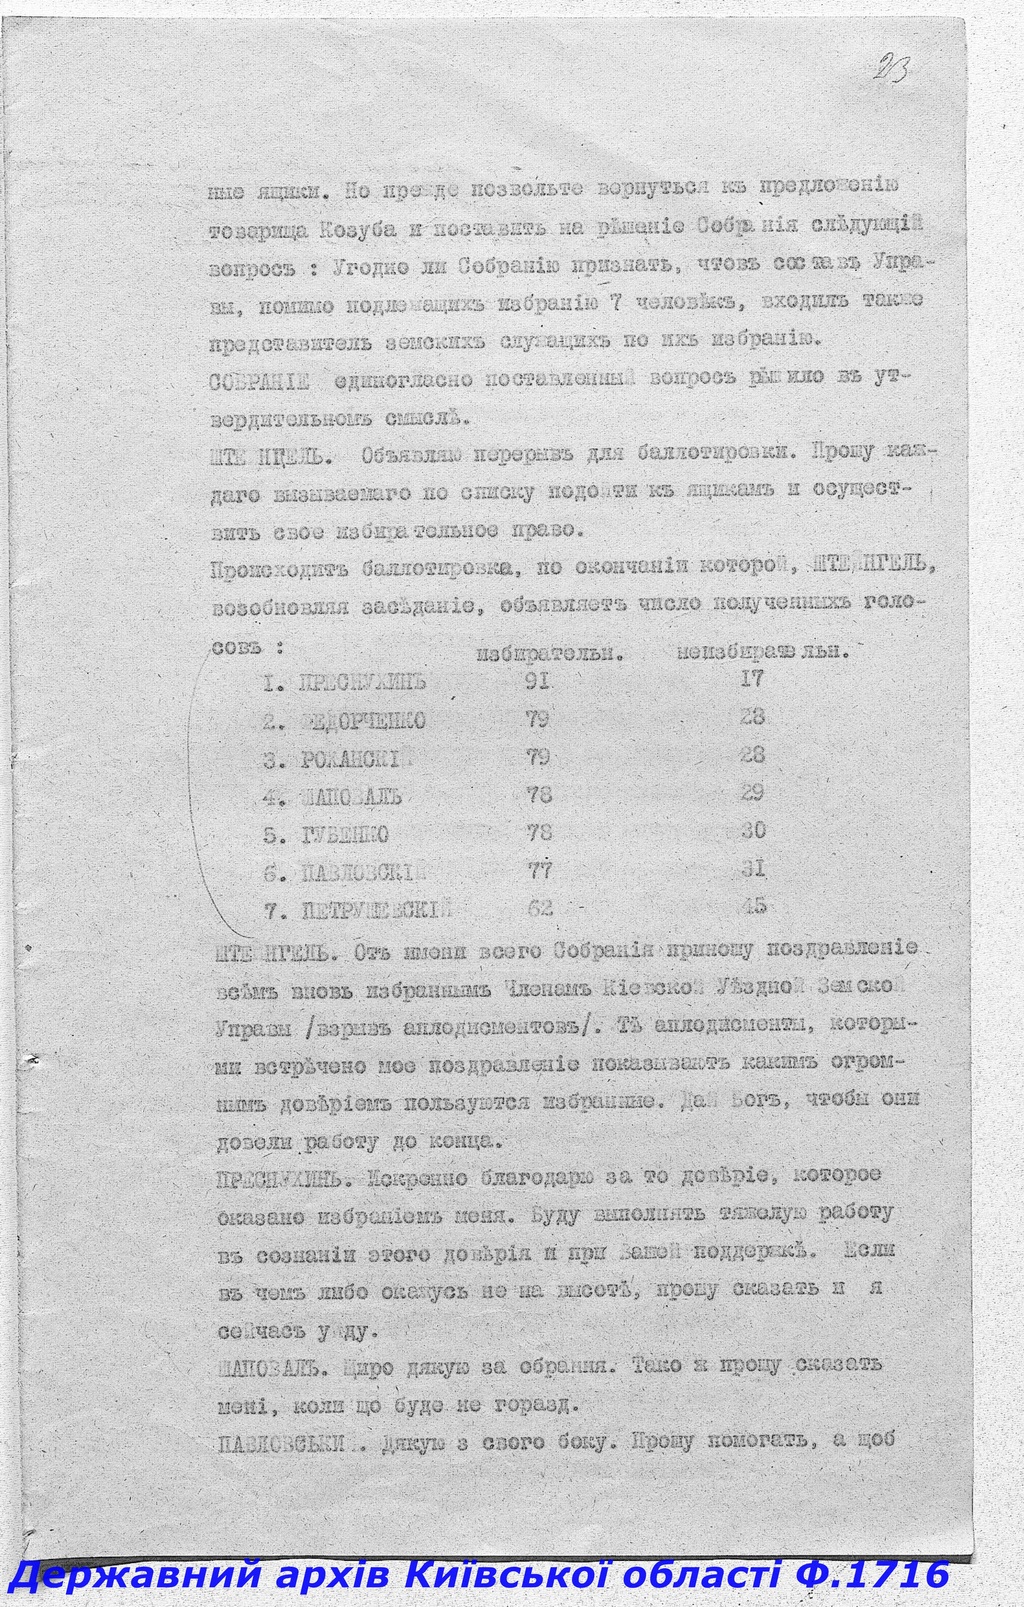 23
ные ящики. Но прежде позвольте вернуться къ предложенію
товарища Козуба и поставить на рѣшеніе Собранія слѣдующій
вопросъ : Угодно ли Собранію признать, чтовъ составъ Упра-
вы, помимо подлежащихъ избранію 7 человѣкъ, входилъ также
представитель земскихъ служащихъ по ихъ избранію.
СОБРАНІЕ единогласно поставленный вопросъ рѣшило въ ут-
вердительномъ смыслѣ.
ШТЕЙНГЕЛЬ. Объявляю перерывъ для баллотировки. Прошу каж-
даго вызываемаго по списку подойти къ ящикамъ и осущест-
вить свое избирательное право.
Происходитъ баллотировка, по окончаніи которой, ШТЕЙНГЕЛЬ,
возобновляя засѣданіе, объявляетъ число полученныхъ голо-
совъ : избирательн. неизбирательн.
1. ПРЕСНУХИНЪ 91 17
2. ФЕДОРЧЕНКО 79 28
3. РОКАНСКІЙ 79 28
4. ШАПОВАЛЪ 78 29
5. ГУБЕНКО 78 30
6. ПАВЛОВСКІЙ 77 31
7. ПЕТРУШЕВСКІЙ 62 45
ШТЕЙНГЕЛЬ. Отъ имени всего Собранія приношу поздравленіе
всѣмъ вновь избраннымъ Членамъ Кіевской Уѣздной Земской
Управы /взрывъ аплодисментовъ/. Тѣ аплодисменты, которы-
ми встрѣчено мое поздравленіе показываютъ какимъ огром-
нымъ довѣріемъ пользуются избранные. Дай Богъ, чтобы они
довели работу до конца.
ПРЕСНУХИНЪ. Искренно благодарю за то довѣріе, которое
оказано избраніемъ меня. Буду выполнять тяжелую работу
въ сознаніи этого довѣрія и при Вашей поддержкѣ. Если
въ чемъ либо окажусь не на высотѣ, прошу сказать и я
сейчасъ уйду.
ШАПОВАЛЪ. Щиро дякую за обрання. Тако ж прошу сказать
мені, коли що буде не горазд.
ПАВЛОВСЬКИЙ. Дякую з свого боку. Прошу помогать, а щоб
Державний архів Київської області Ф.1716